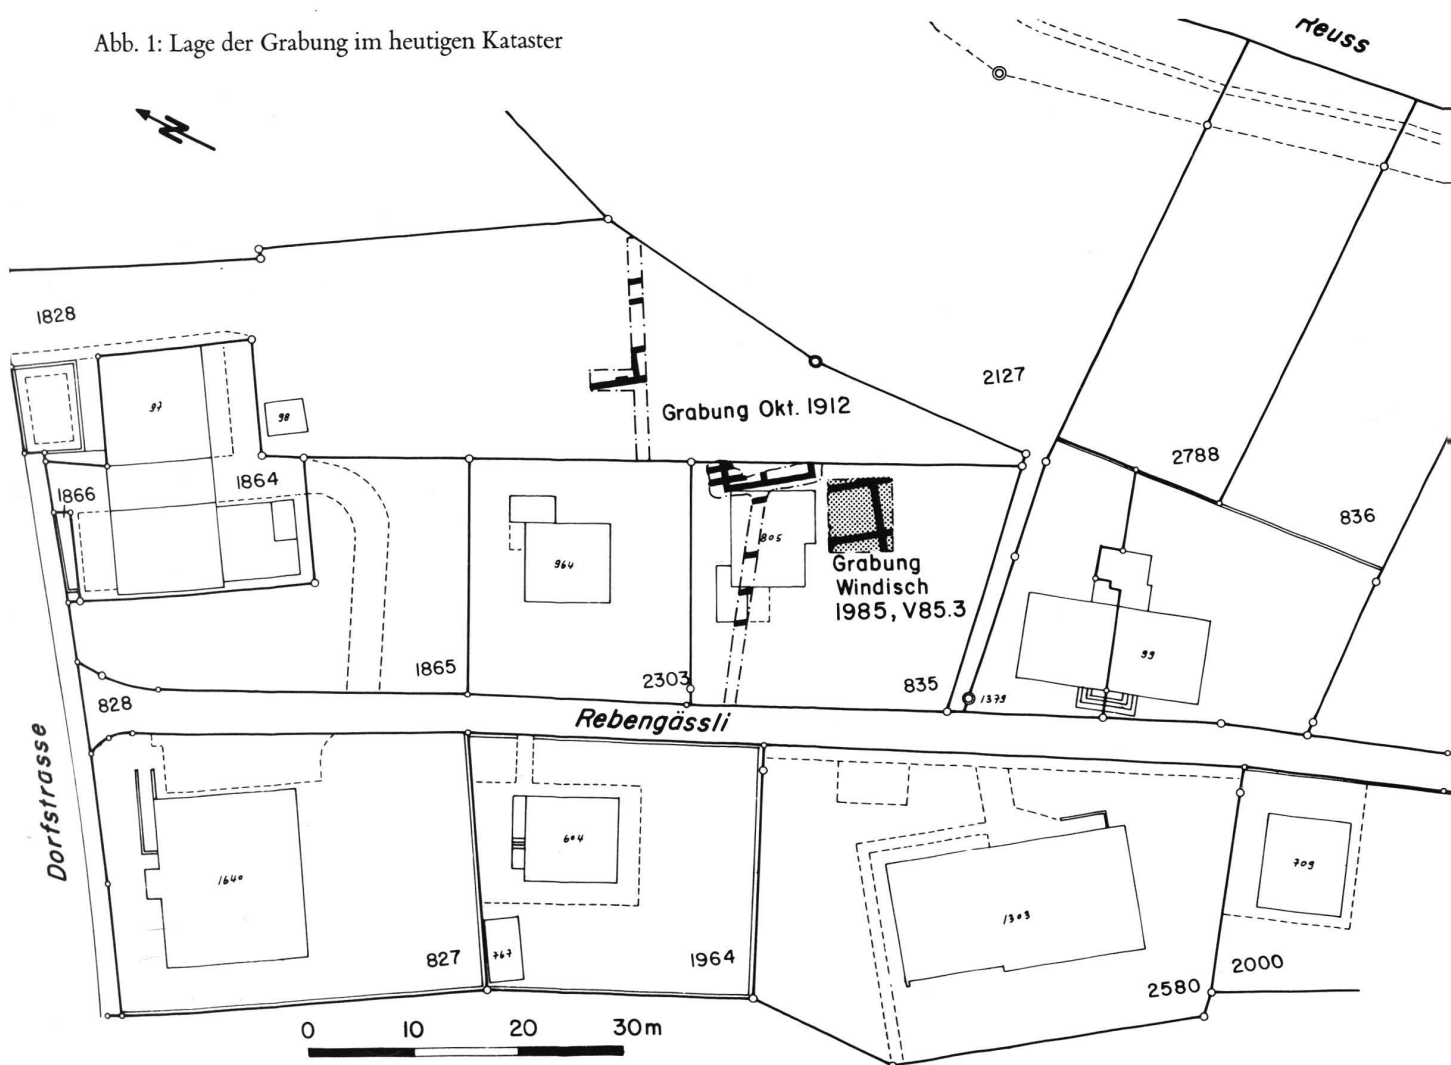 Abb. 1: Lage der Grabung im heutigen Kataster
Reuss
N
1828
97
98
2127
Grabung Okt. 1912
2788
1866
1864
836
964
805
Grabung
Windisch
1985, V85.3
99
1865
2303
835
1379
828
Rebengässli
Dorfstrasse
1640
604
709
1303
827
767
1964
2580
2000
0 10 20 30m